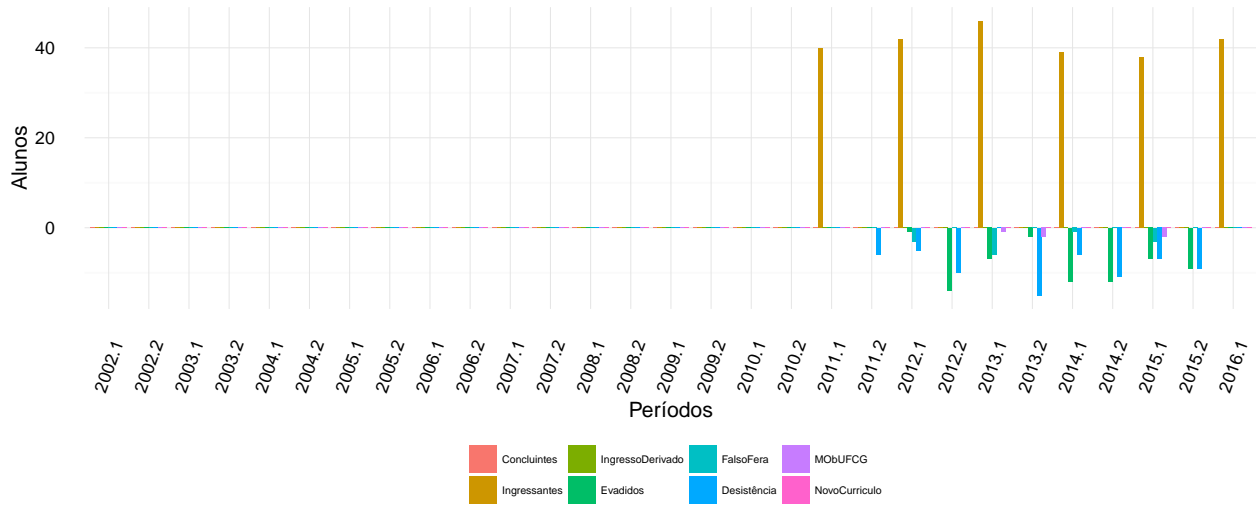 40
20
0
Alunos
2002.1 2002.2 2003.1 2003.2 2004.1 2004.2 2005.1 2005.2 2006.1 2006.2 2007.1 2007.2 2008.1 2008.2 2009.1 2009.2 2010.1 2010.2 2011.1 2011.2 2012.1 2012.2 2013.1 2013.2 2014.1 2014.2 2015.1 2015.2 2016.1
Períodos
Concluintes IngressoDerivado FalsoFera MObUFCG
Ingressantes Evadidos Desistência NovoCurriculo